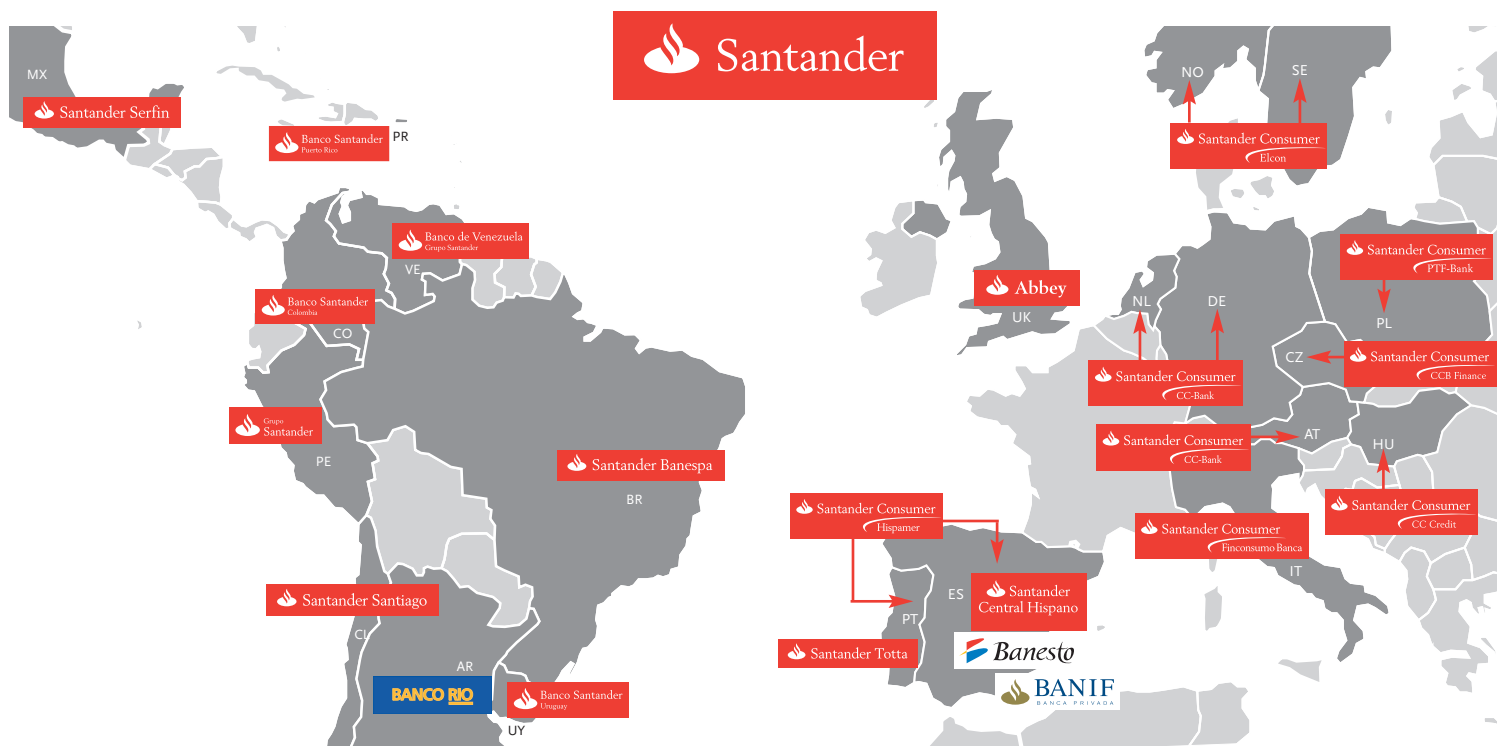 Santander
MX
Santander Serfin
Banco Santander
Puerto Rico
PR
Banco de Venezuela
Grupo Santander
VE
Banco Santander
Colombia
CO
Grupo
Santander
PE
Santander Banespa
BR
Santander Santiago
CL
AR
BANCO RIO
Banco Santander
Uruguay
UY
NO
SE
Santander Consumer
Elcon
Abbey
UK
Santander Consumer
PTF-Bank
PL
NL
DE
Santander Consumer
CC-Bank
CZ
Santander Consumer
CCB Finance
Santander Consumer
CC-Bank
AT
HU
Santander Consumer
CC Credit
Santander Consumer
Hispamer
Santander Consumer
Finconsumo Banca
IT
ES
Santander
Central Hispano
PT
Santander Totta
Banesto
BANIF
BANCA PRIVADA